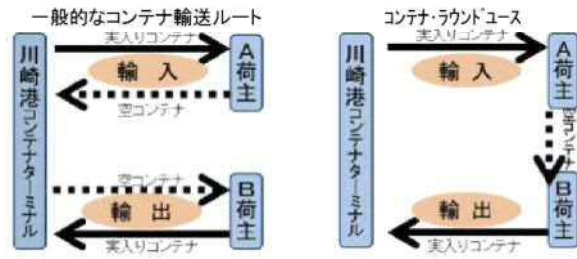 一般的なコンテナ輸送ルート
実入りコンテナ
輸 入
空コンテナ
川崎港コンテナターミナル
A荷主
空コンテナ
輸 出
実入りコンテナ
B荷主
コンテナ・ラウンドユース
実入りコンテナ
輸 入
川崎港コンテナターミナル
A荷主
空コンテナ
輸 出
実入りコンテナ
B荷主